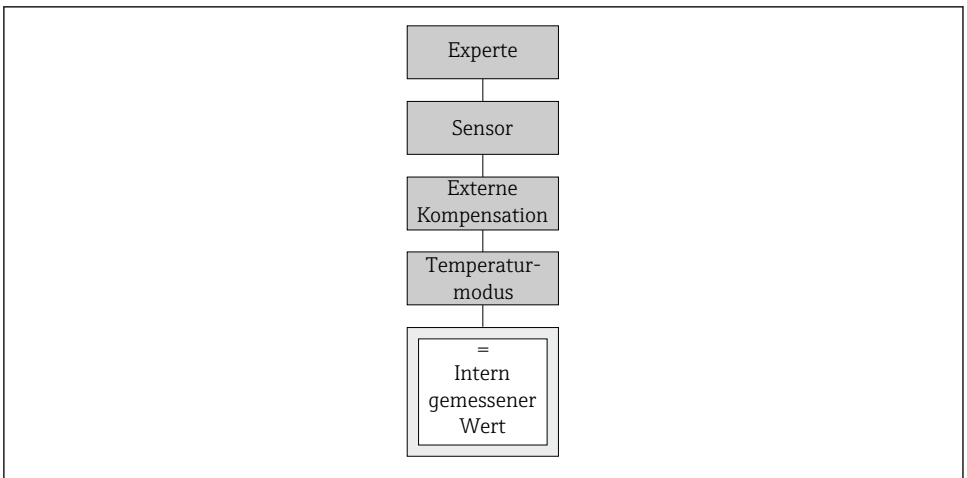 Experte
Sensor
Externe
Kompensation
Temperatur-
modus
=
Intern
gemessener
Wert